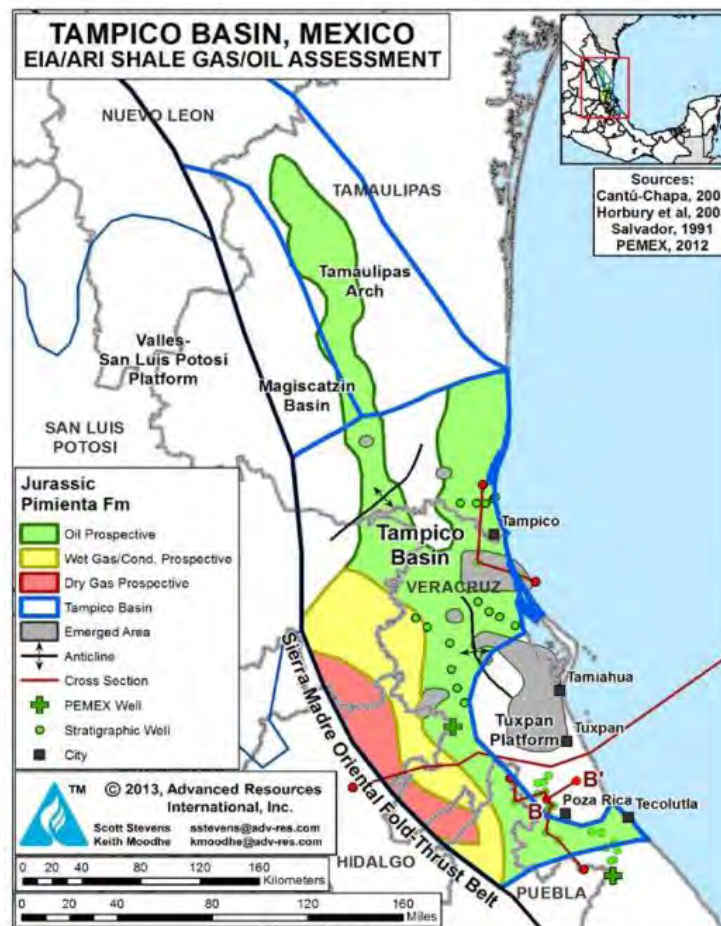 TAMPICO BASIN, MEXICO
EIA/ARI SHALE GAS/OIL ASSESSMENT
NUEVO LEON
TAMAULIPAS
Sources:
Cantú-Chapa, 200
Horbury et al, 200
Salvador, 1991
PEMEX, 2012
Tamaulipas
Arch
Valles-
San Luis Potosi
Platform
Magiscatzin
Basin
SAN LUIS
POTOSI
Jurassic
Pimienta Fm
Oil Prospective
Wet Gas/Cond. Prospective
Dry Gas Prospective
Tampico Basin
Emerged Area
Anticline
Cross Section
PEMEX Well
Stratigraphic Well
City
Tampico
Tampico
Basin
VERACRUZ
Sierra Madre Oriental Fold-Thrust Belt
Tamiahua
Tuxpan
Platform
Tuxpan
B'
B
Poza Rica
Tecolutla
TM
© 2013, Advanced Resources
International, Inc.
Scott Stevens sstevens@adv-res.com
Keith Moodhe kmoodhe@adv-res.com
HIDALGO
PUEBLA
0 20 40 80 120 160
Kilometers
0 20 40 80 120 160
Miles